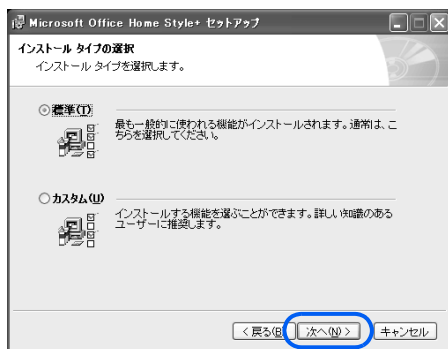 Microsoft Office Home Style+ セットアップ
インストール タイプの選択
インストール タイプを選択します。
標準(T)
最も一般的に使われる機能がインストールされます。通常は、こ
ちらを選択してください。
カスタム(U)
インストールする機能を選ぶことができます。詳しい知識のある
ユーザーに推奨します。
< 戻る(B)
次へ(N) >
キャンセル